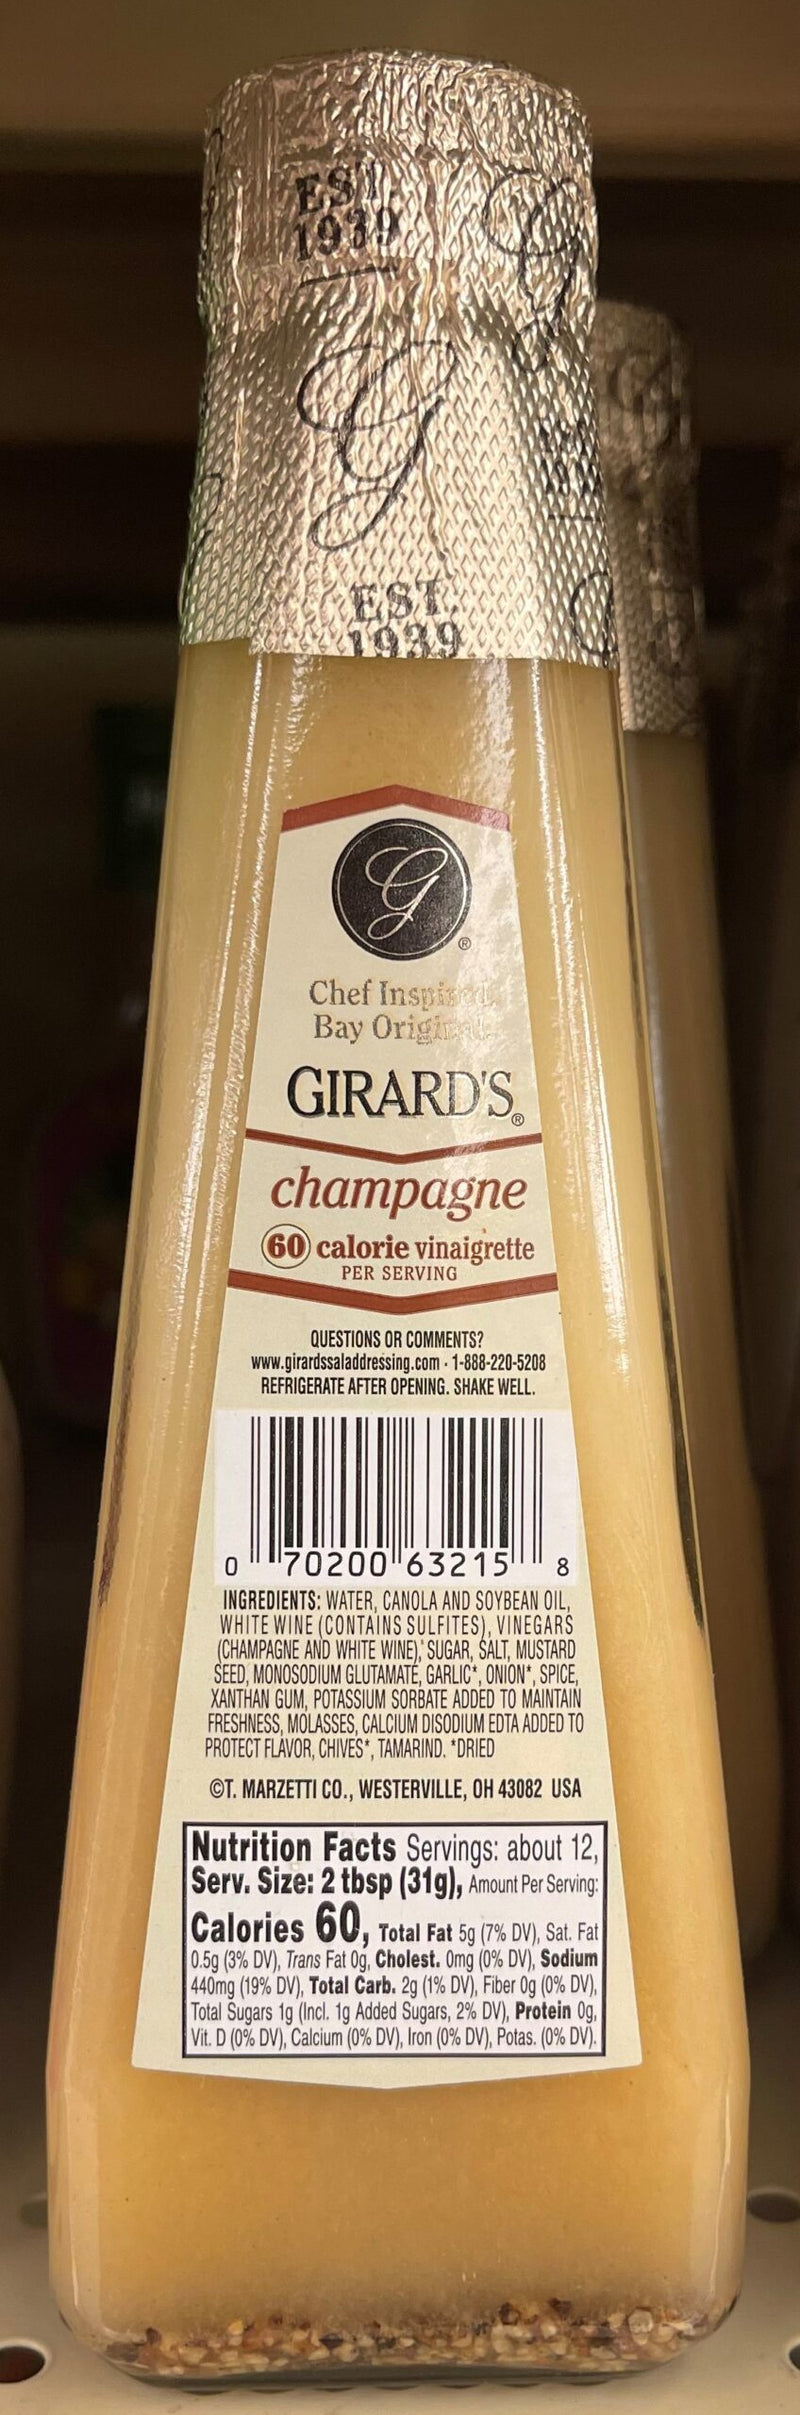 EST.
1939
G
G
EST.
1939
G
®
Chef Inspired
Bay Original
GIRARD'S®
champagne
60 calorie vinaigrette
PER SERVING
QUESTIONS OR COMMENTS?
www.girardssaladdressing.com · 1-888-220-5208
REFRIGERATE AFTER OPENING. SHAKE WELL.
0 70200 63215 8
INGREDIENTS: WATER, CANOLA AND SOYBEAN OIL,
WHITE WINE (CONTAINS SULFITES), VINEGARS
(CHAMPAGNE AND WHITE WINE), SUGAR, SALT, MUSTARD
SEED, MONOSODIUM GLUTAMATE, GARLIC*, ONION*, SPICE,
XANTHAN GUM, POTASSIUM SORBATE ADDED TO MAINTAIN
FRESHNESS, MOLASSES, CALCIUM DISODIUM EDTA ADDED TO
PROTECT FLAVOR, CHIVES*, TAMARIND. *DRIED
©T. MARZETTI CO., WESTERVILLE, OH 43082 USA
Nutrition Facts Servings: about 12,
Serv. Size: 2 tbsp (31g), Amount Per Serving:
Calories 60, Total Fat 5g (7% DV), Sat. Fat
0.5g (3% DV), Trans Fat 0g, Cholest. 0mg (0% DV), Sodium
440mg (19% DV), Total Carb. 2g (1% DV), Fiber 0g (0% DV),
Total Sugars 1g (Incl. 1g Added Sugars, 2% DV), Protein 0g,
Vit. D (0% DV), Calcium (0% DV), Iron (0% DV), Potas. (0% DV).